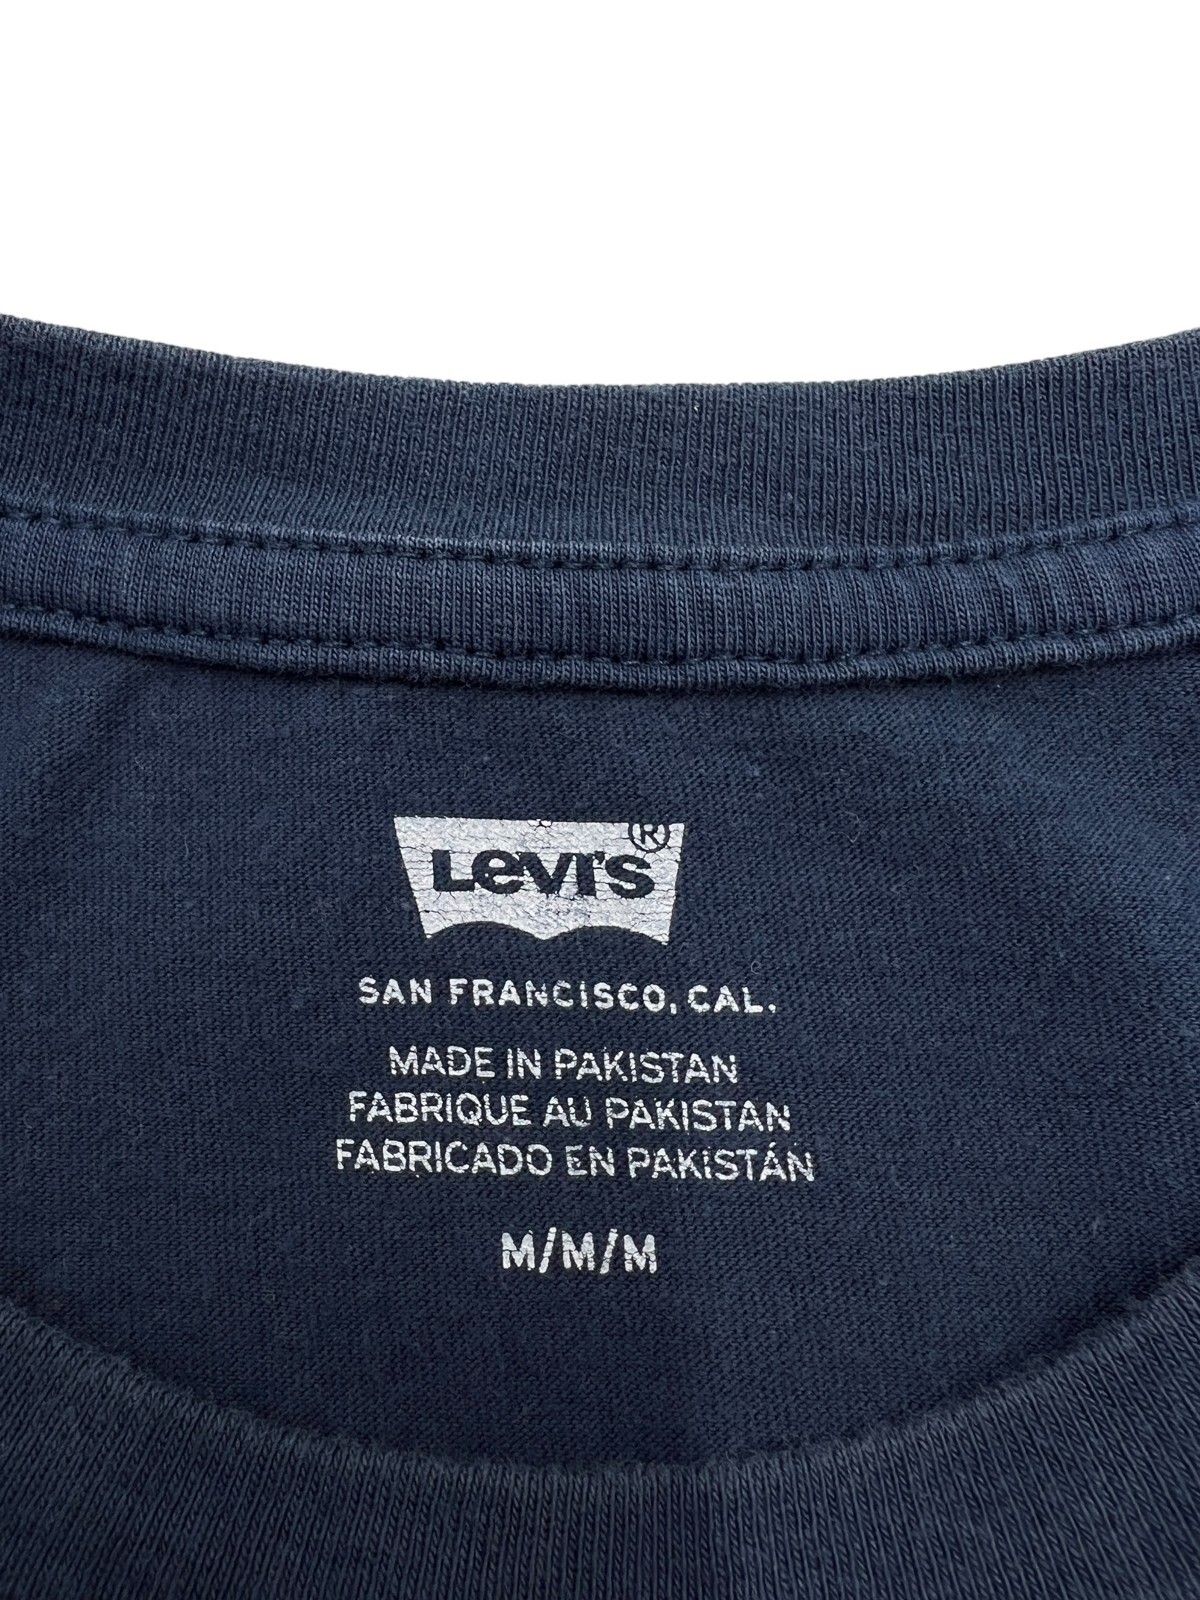 Levi's®
SAN FRANCISCO, CAL.
MADE IN PAKISTAN
FABRIQUE AU PAKISTAN
FABRICADO EN PAKISTÁN
M/M/M